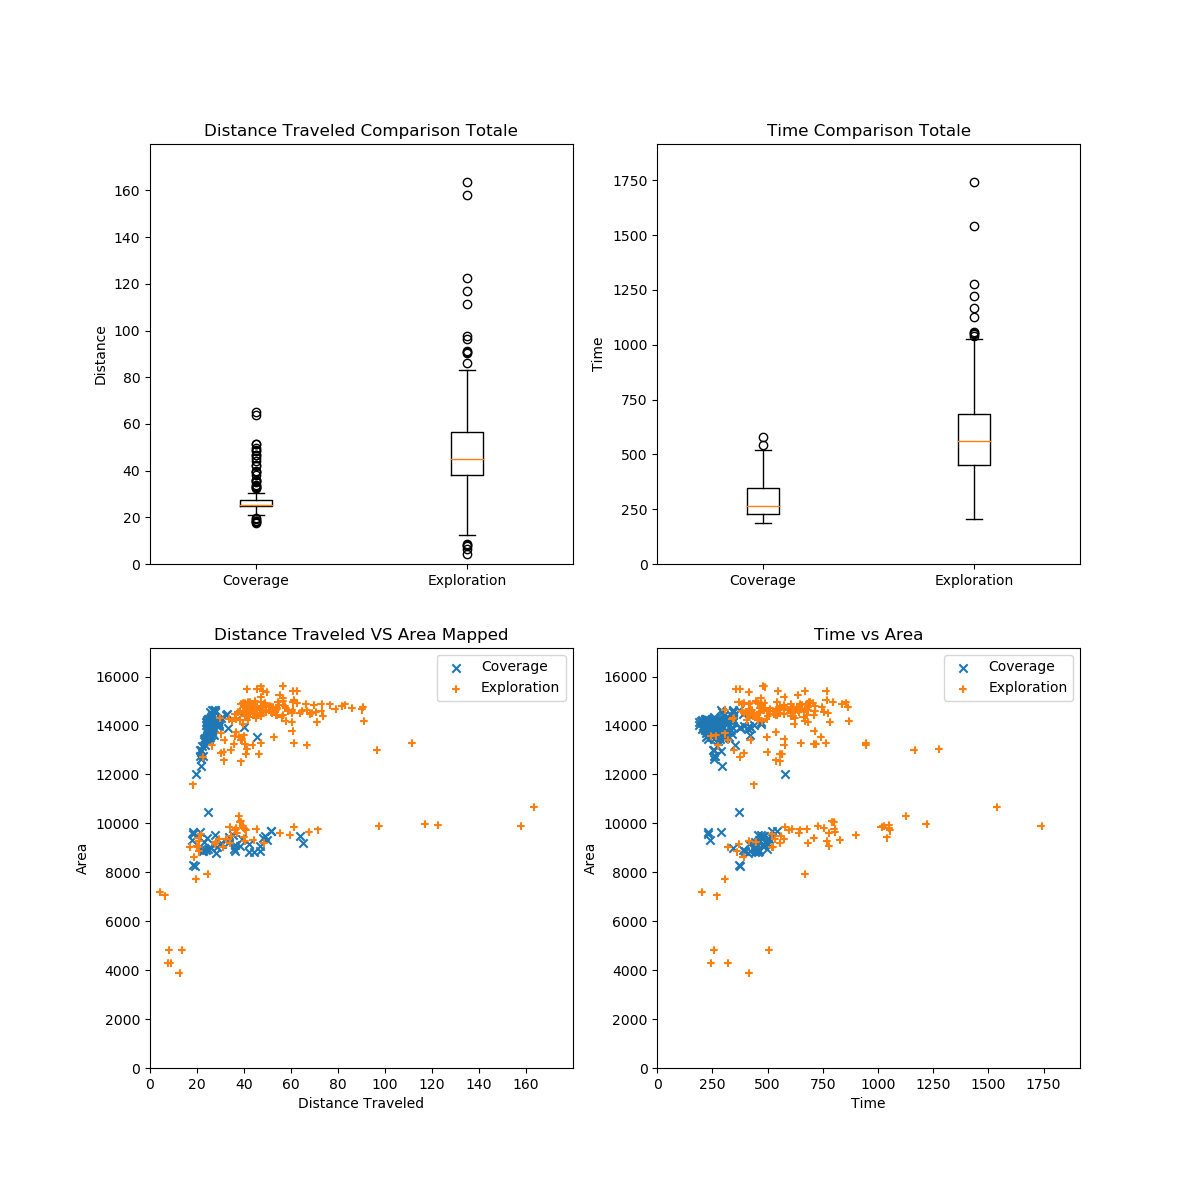 Distance Traveled Comparison Totale
Distance
160
140
120
100
80
60
40
20
0
Coverage
Exploration
Time Comparison Totale
Time
1750
1500
1250
1000
750
500
250
0
Coverage
Exploration
Distance Traveled VS Area Mapped
Coverage
Exploration
Area
16000
14000
12000
10000
8000
6000
4000
2000
0
0 20 40 60 80 100 120 140 160
Distance Traveled
Time vs Area
Coverage
Exploration
Area
16000
14000
12000
10000
8000
6000
4000
2000
0
0 250 500 750 1000 1250 1500 1750
Time